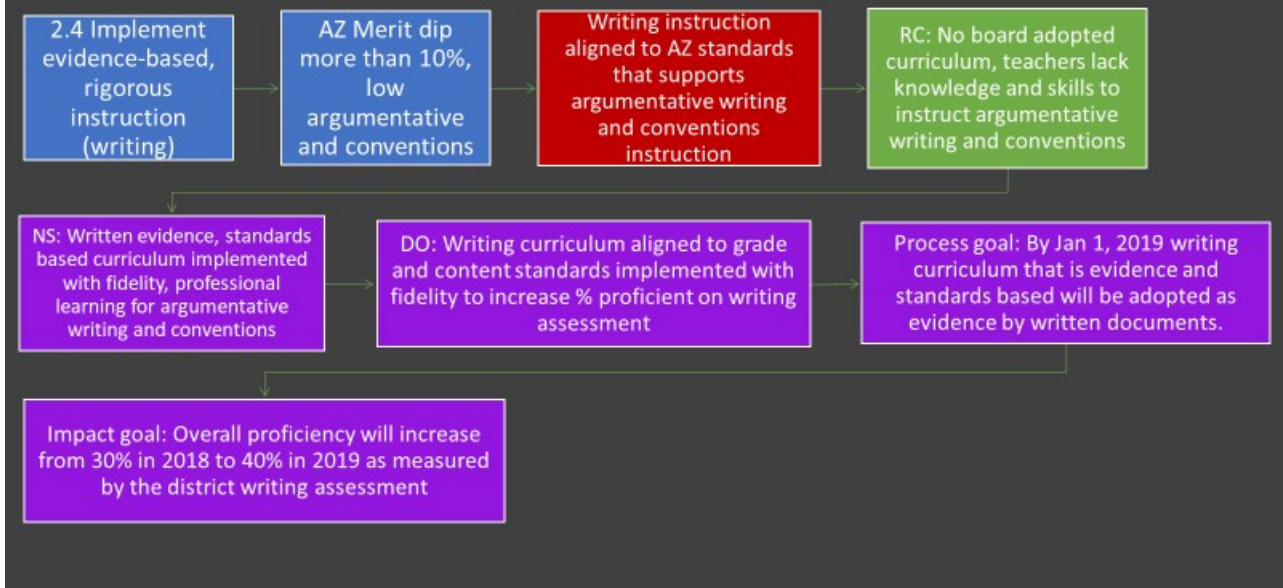 2.4 Implement
evidence-based,
rigorous
instruction
(writing)
AZ Merit dip
more than 10%,
low
argumentative
and conventions
Writing instruction
aligned to AZ standards
that supports
argumentative writing
and conventions
instruction
RC: No board adopted
curriculum, teachers lack
knowledge and skills to
instruct argumentative
writing and conventions
NS: Written evidence, standards
based curriculum implemented
with fidelity, professional
learning for argumentative
writing and conventions
DO: Writing curriculum aligned to grade
and content standards implemented with
fidelity to increase % proficient on writing
assessment
Process goal: By Jan 1, 2019 writing
curriculum that is evidence and
standards based will be adopted as
evidence by written documents.
Impact goal: Overall proficiency will increase
from 30% in 2018 to 40% in 2019 as measured
by the district writing assessment